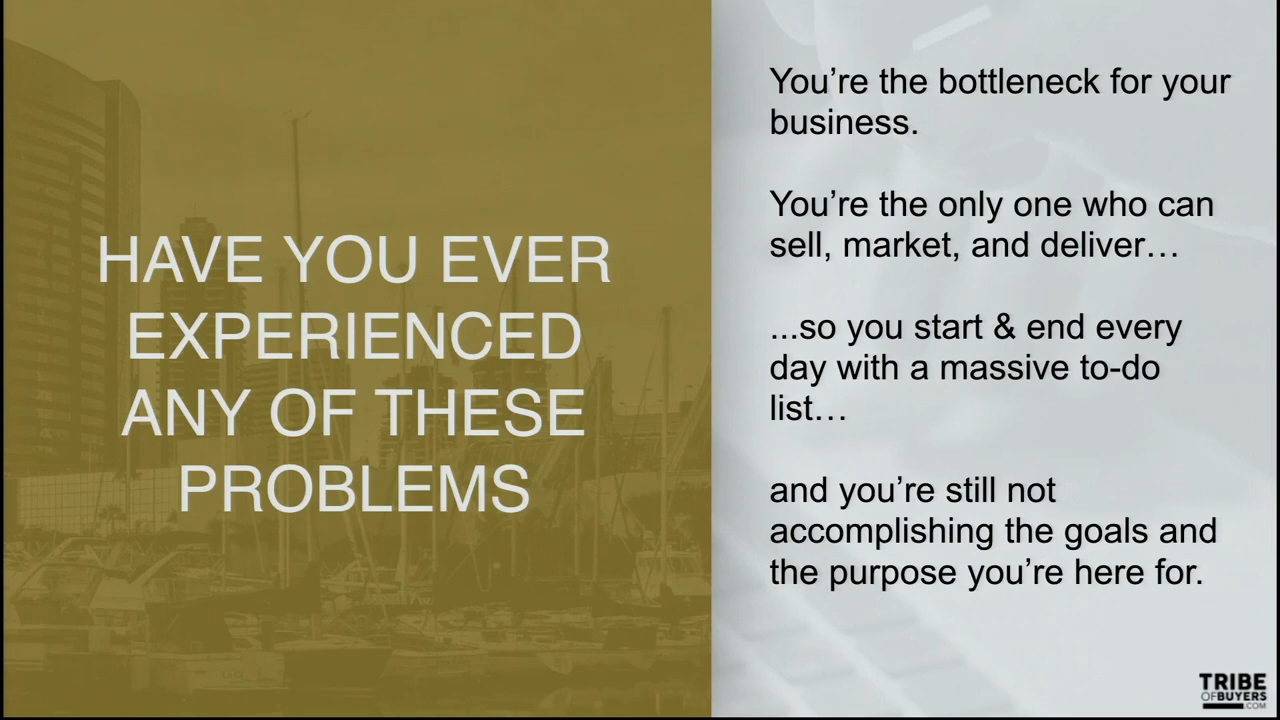 HAVE YOU EVER
EXPERIENCED
ANY OF THESE
PROBLEMS
You’re the bottleneck for your
business.
You’re the only one who can
sell, market, and deliver…
...so you start & end every
day with a massive to-do
list…
and you’re still not
accomplishing the goals and
the purpose you’re here for.
TRIBE
OFBUYERS
.COM